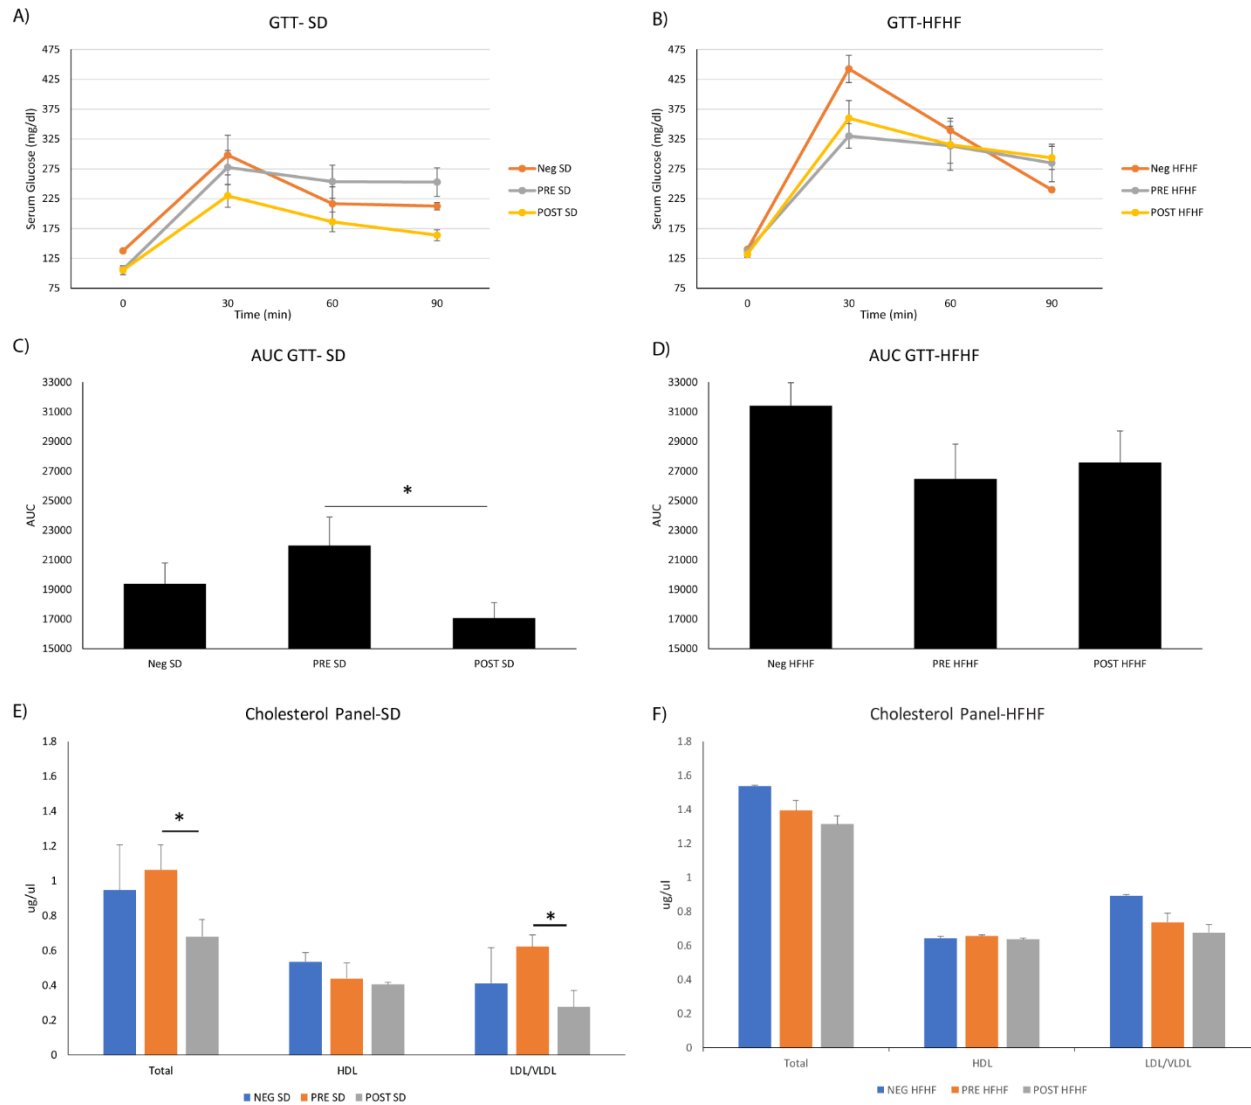 A)
GTT- SD
475
425
375
325
275
225
175
125
75
Serum Glucose (mg/dl)
0
30
60
90
Time (min)
Neg SD
PRE SD
POST SD
B)
GTT-HFHF
475
425
375
325
275
225
175
125
75
Serum Glucose (mg/dl)
0
30
60
90
Time (min)
Neg HFHF
PRE HFHF
POST HFHF
C)
AUC GTT- SD
33000
31000
29000
27000
25000
23000
21000
19000
17000
15000
AUC
*
Neg SD
PRE SD
POST SD
D)
AUC GTT-HFHF
33000
31000
29000
27000
25000
23000
21000
19000
17000
15000
AUC
Neg HFHF
PRE HFHF
POST HFHF
E)
Cholesterol Panel-SD
1.8
1.6
1.4
1.2
1
0.8
0.6
0.4
0.2
0
ug/ul
*
*
Total
HDL
LDL/VLDL
NEG SD
PRE SD
POST SD
F)
Cholesterol Panel-HFHF
1.8
1.6
1.4
1.2
1
0.8
0.6
0.4
0.2
0
ug/ul
Total
HDL
LDL/VLDL
NEG HFHF
PRE HFHF
POST HFHF